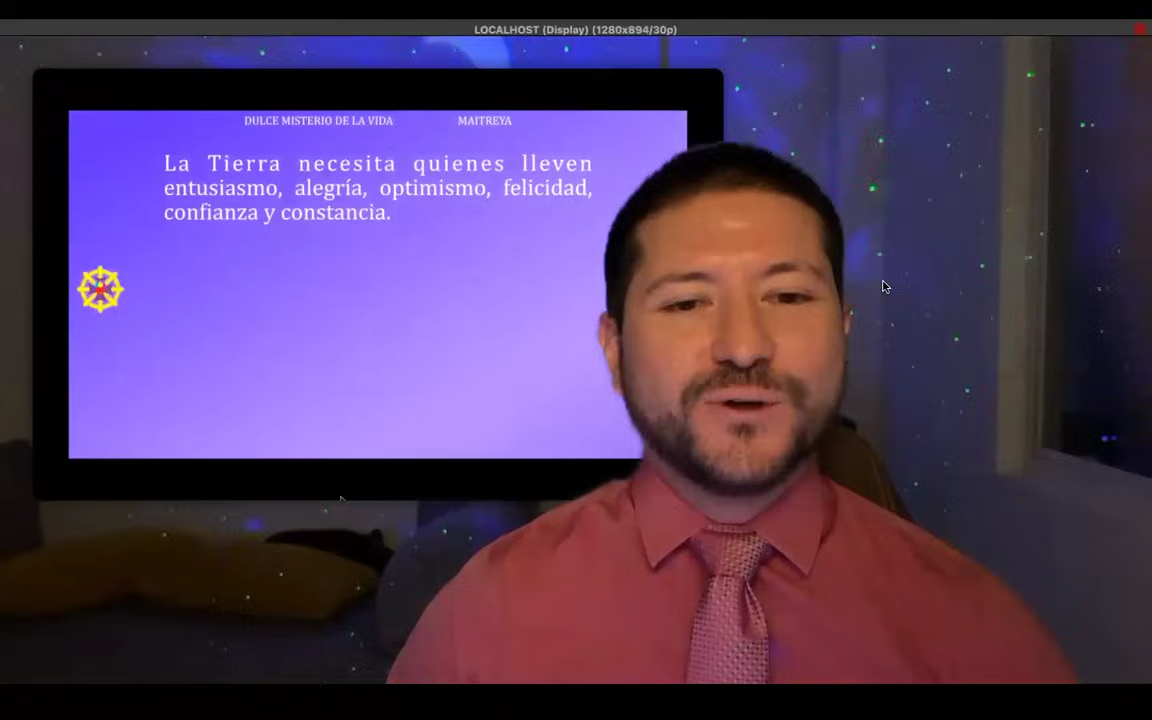 LOCALHOST (Display) (1280x894/30p)
DULCE MISTERIO DE LA VIDA MAITREYA
La Tierra necesita quienes lleven
entusiasmo, alegría, optimismo, felicidad,
confianza y constancia.